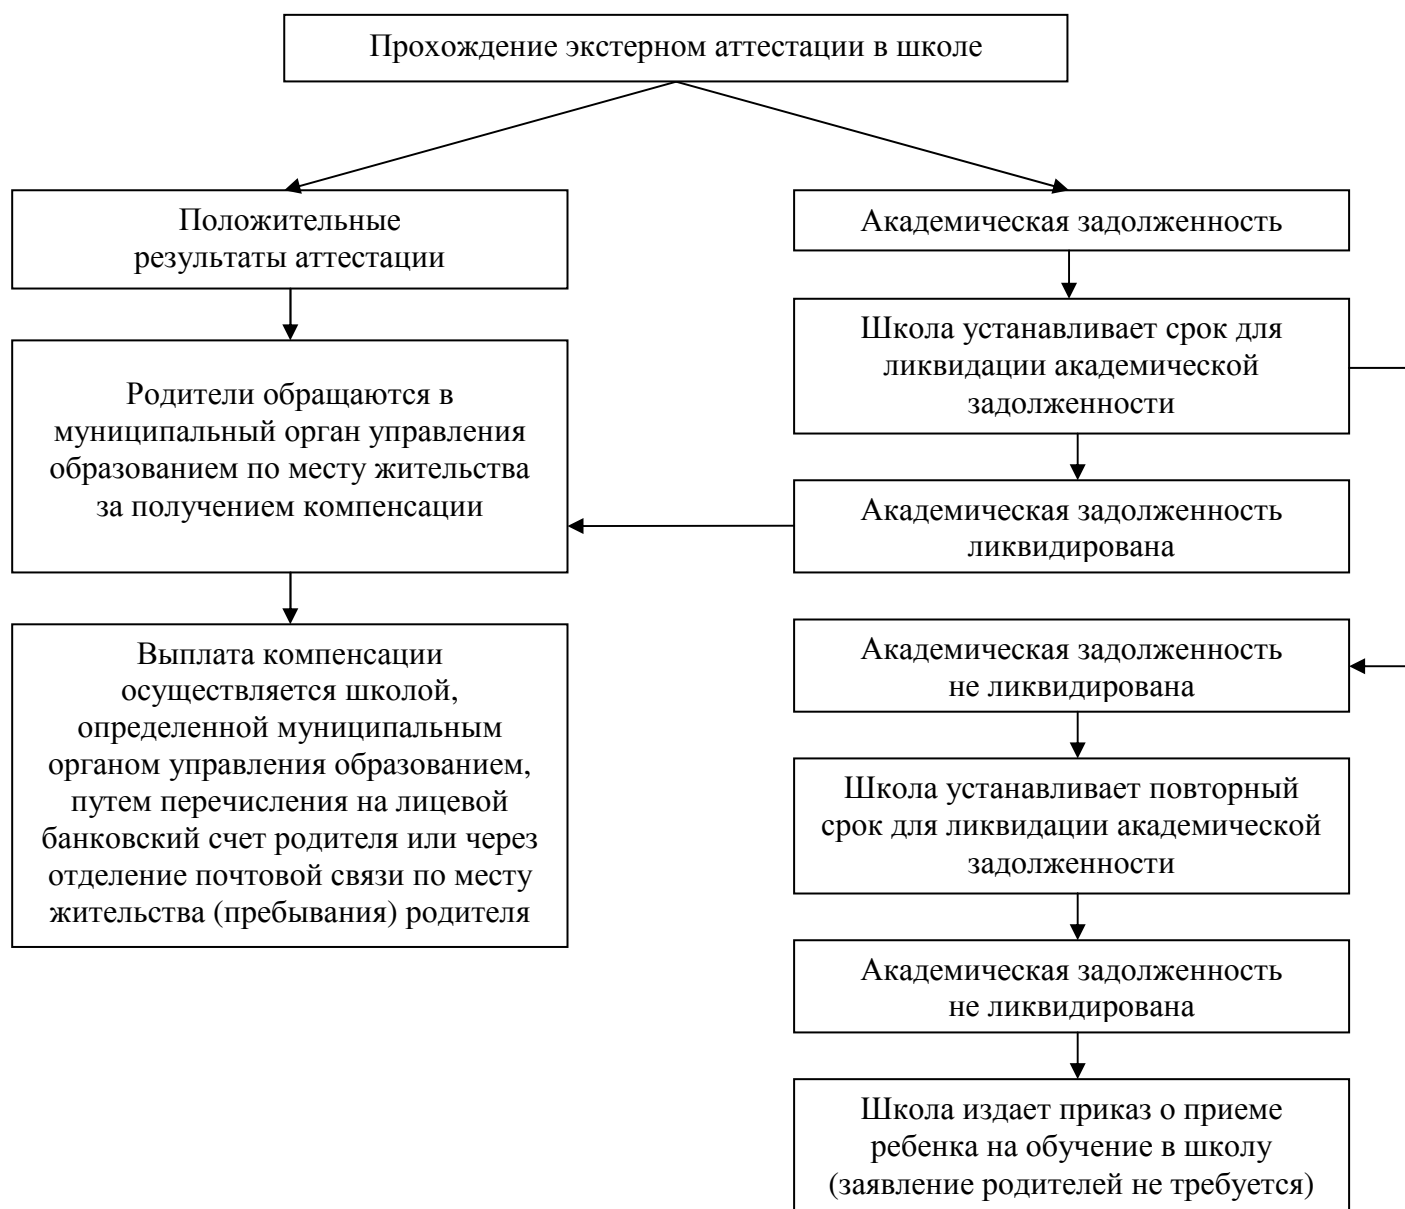 Прохождение экстерном аттестации в школе
Положительные
результаты аттестации
Родители обращаются в
муниципальный орган управления
образованием по месту жительства
за получением компенсации
Выплата компенсации
осуществляется школой,
определенной муниципальным
органом управления образованием,
путем перечисления на лицевой
банковский счет родителя или через
отделение почтовой связи по месту
жительства (пребывания) родителя
Академическая задолженность
Школа устанавливает срок для
ликвидации академической
задолженности
Академическая задолженность
ликвидирована
Академическая задолженность
не ликвидирована
Школа устанавливает повторный
срок для ликвидации академической
задолженности
Академическая задолженность
не ликвидирована
Школа издает приказ о приеме
ребенка на обучение в школу
(заявление родителей не требуется)